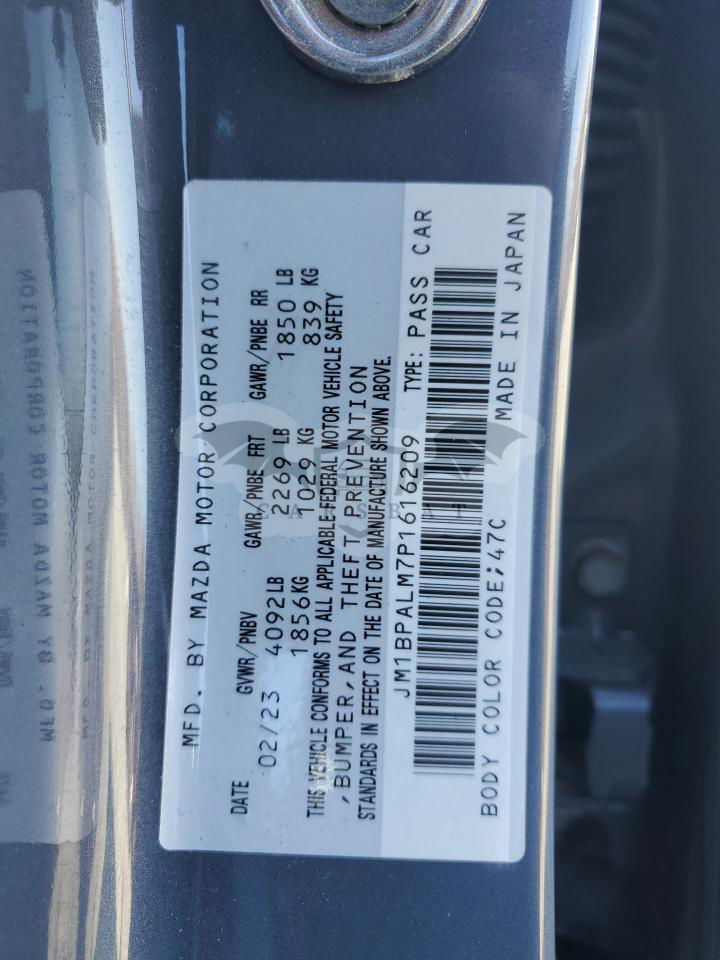 MFD. BY MAZDA MOTOR CORPORATION
DATE GVWR/PNBV GAWR/PNBE FRT GAWR/PNBE RR
02/23 4092LB 2269 LB 1850 LB
1856KG 1029 KG 839 KG
THIS VEHICLE CONFORMS TO ALL APPLICABLE FEDERAL MOTOR VEHICLE SAFETY
,BUMPER,AND THEFT PREVENTION
STANDARDS IN EFFECT ON THE DATE OF MANUFACTURE SHOWN ABOVE.
JM1BPALM7P1616209 TYPE: PASS CAR
BODY COLOR CODE;47C MADE IN JAPAN